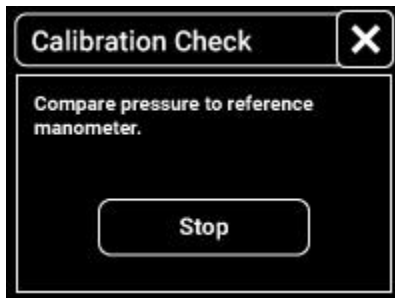 Calibration Check
Compare pressure to reference
manometer.
Stop